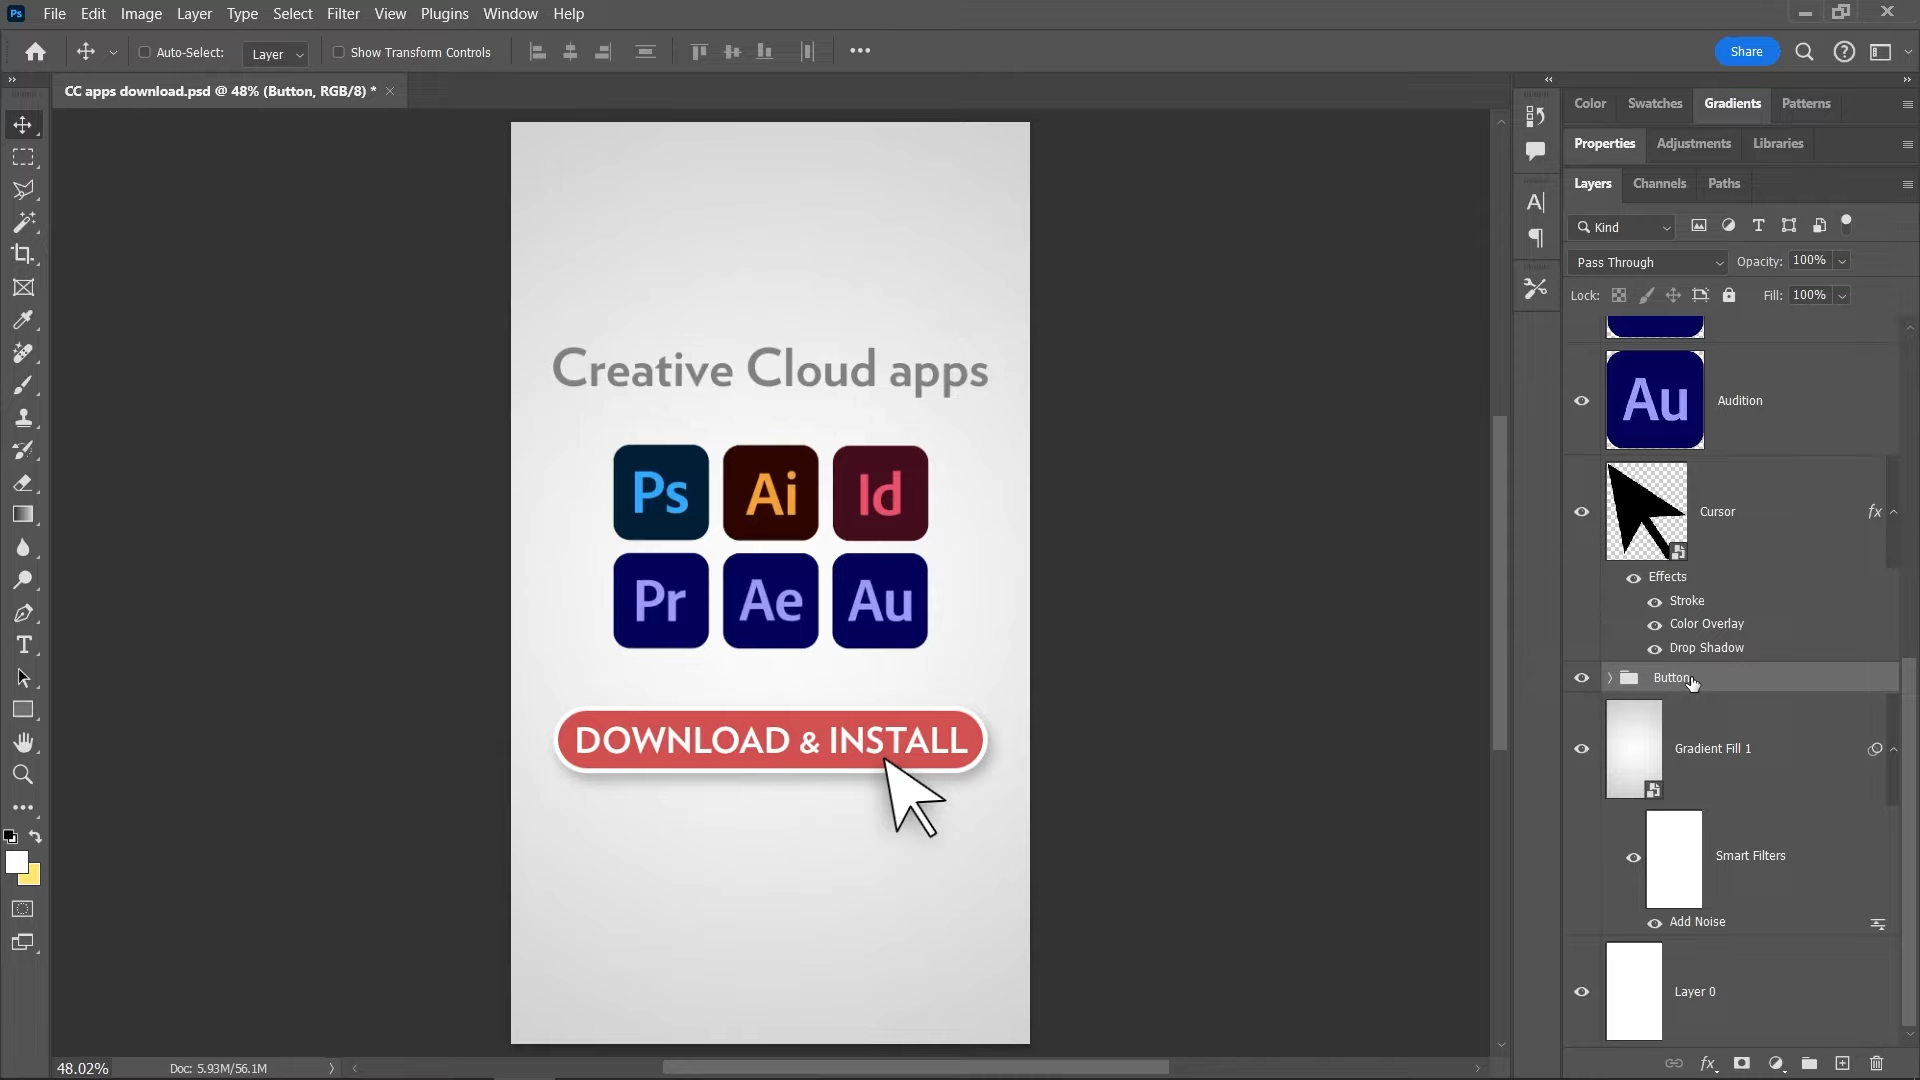 Ps File Edit Image Layer Type Select Filter View Plugins Window Help
Auto-Select: Layer Show Transform Controls Share
CC apps download.psd @ 48% (Button, RGB/8) *
Color Swatches Gradients Patterns
Properties Adjustments Libraries
Layers Channels Paths
Kind
Pass Through Opacity: 100%
Lock: Fill: 100%
Au Audition
Cursor fx
Effects
Stroke
Color Overlay
Drop Shadow
Button
Gradient Fill 1
Smart Filters
Add Noise
Layer 0
fx
Creative Cloud apps
Ps Ai Id
Pr Ae Au
DOWNLOAD & INSTALL
48.02% Doc: 5.93M/56.1M